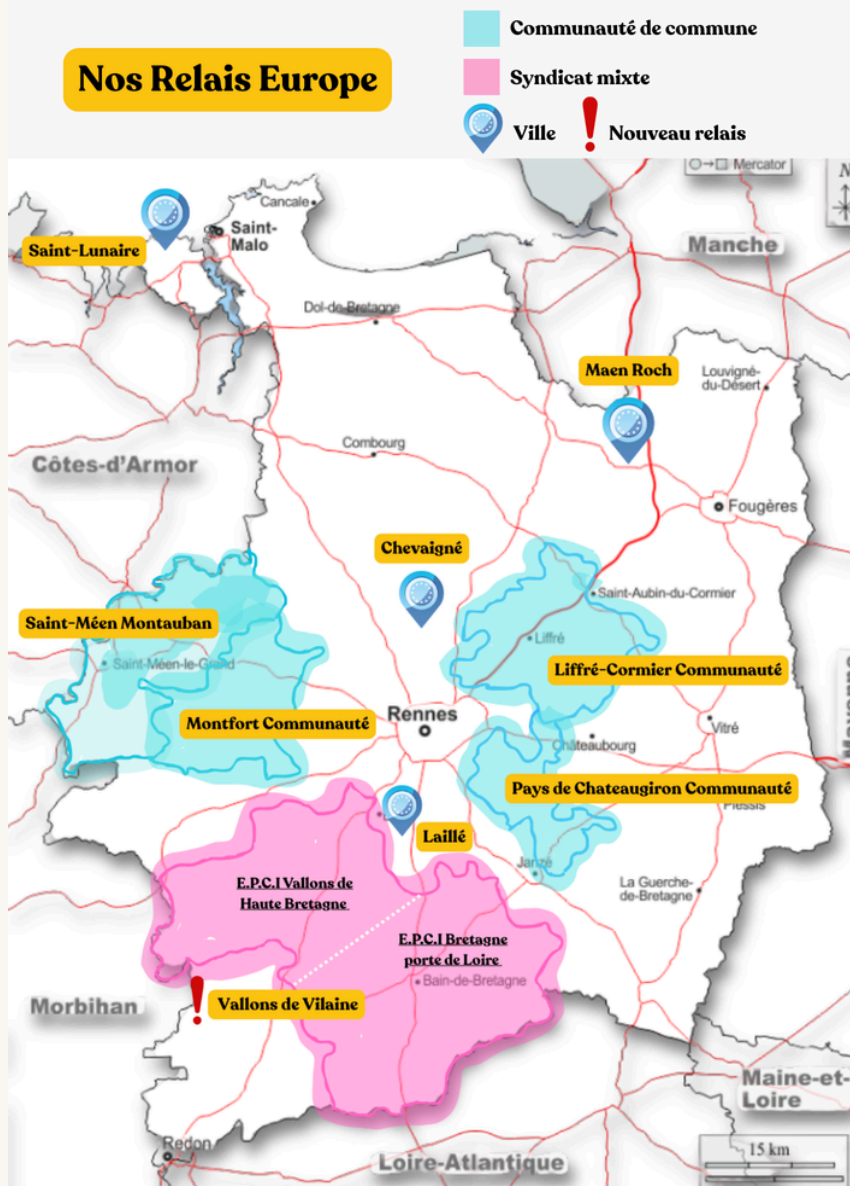 Communauté de commune
Nos Relais Europe
Syndicat mixte
Ville
Nouveau relais
Mercator
N
Cancale
Saint-
Malo
Saint-Lunaire
Manche
Dol-de-Bretagne
Maen Roch
Louvigné-
du-Désert
Combourg
Côtes-d'Armor
Fougères
Chevaigné
Saint-Aubin-du-Cormier
Saint-Méen Montauban
Liffré
Saint-Méen-le-Grand
Liffré-Cormier Communauté
Montfort Communauté
Rennes
Vitré
Châteaubourg
Pays de Chateaugiron Communauté
Plessis
Laillé
Janzé
E.P.C.I Vallons de
Haute Bretagne
La Guerche-
de-Bretagne
E.P.C.I Bretagne
porte de Loire
Bain-de-Bretagne
Morbihan
Vallons de Vilaine
Maine-et-
Loire
Redon
15 km
Loire-Atlantique